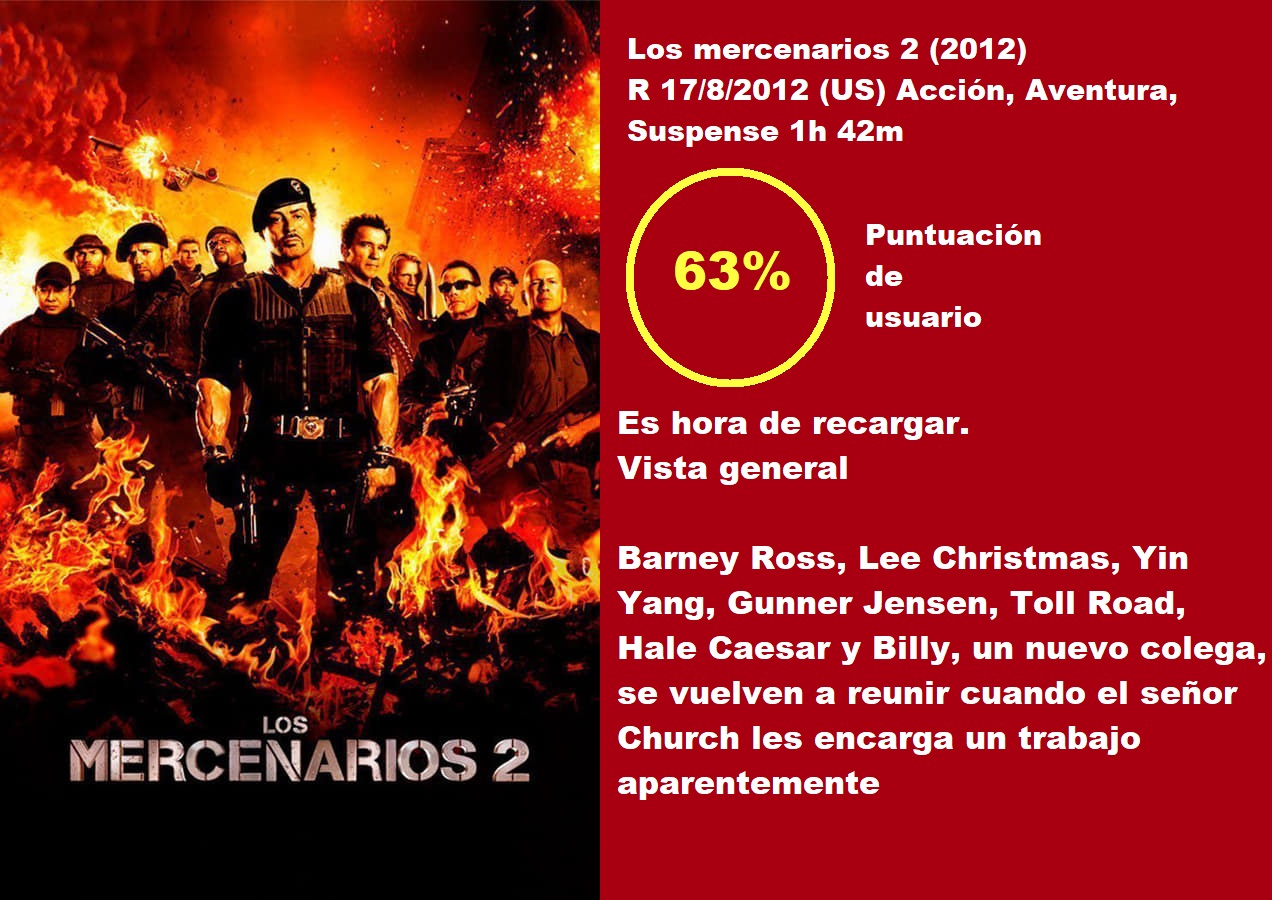 LOS
MERCENARIOS 2
Los mercenarios 2 (2012)
R 17/8/2012 (US) Acción, Aventura,
Suspense 1h 42m
63%
Puntuación
de
usuario
Es hora de recargar.
Vista general
Barney Ross, Lee Christmas, Yin
Yang, Gunner Jensen, Toll Road,
Hale Caesar y Billy, un nuevo colega,
se vuelven a reunir cuando el señor
Church les encarga un trabajo
aparentemente